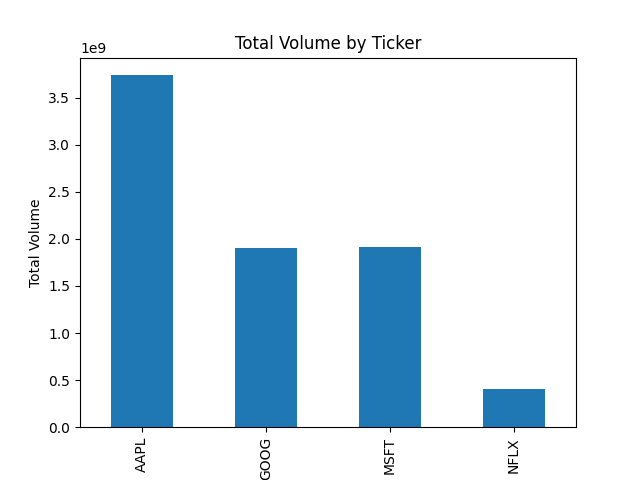 Total Volume by Ticker
1e9
3.5
3.0
2.5
2.0
1.5
1.0
0.5
0.0
Total Volume
AAPL
GOOG
MSFT
NFLX